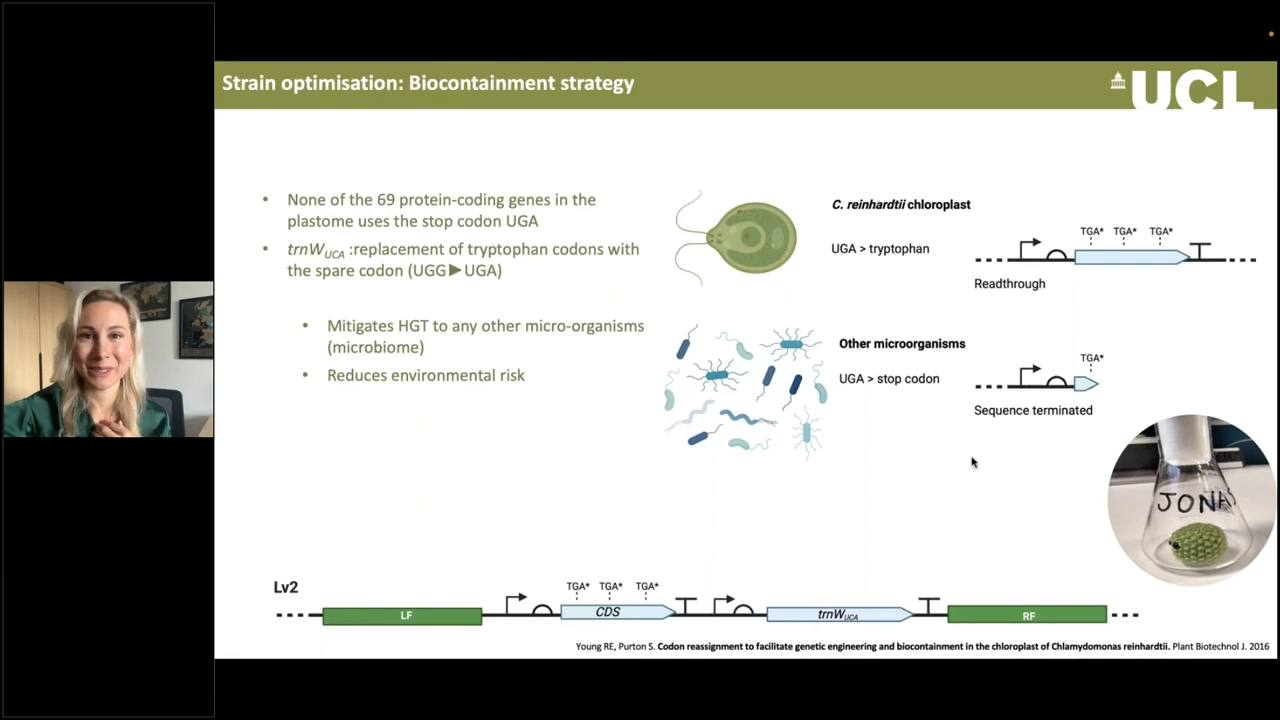 Strain optimisation: Biocontainment strategy
UCL
• None of the 69 protein-coding genes in the
plastome uses the stop codon UGA
• trnW_UCA :replacement of tryptophan codons with
the spare codon (UGG►UGA)
• Mitigates HGT to any other micro-organisms
(microbiome)
• Reduces environmental risk
C. reinhardtii chloroplast
UGA > tryptophan
TGA* TGA* TGA*
Readthrough
Other microorganisms
UGA > stop codon
TGA*
Sequence terminated
JONAS
Lv2
TGA* TGA* TGA*
LF CDS trnW_UCA RF
Young RE, Purton S. Codon reassignment to facilitate genetic engineering and biocontainment in the chloroplast of Chlamydomonas reinhardtii. Plant Biotechnol J. 2016